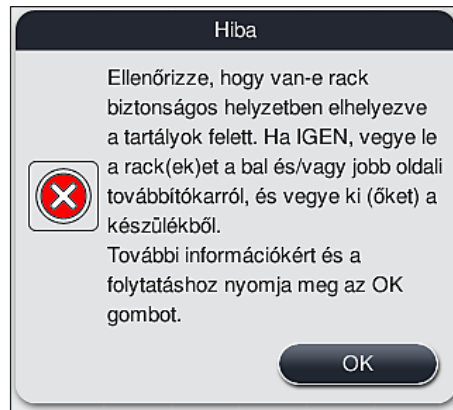 Hiba
Ellenőrizze, hogy van-e rack
biztonságos helyzetben elhelyezve
a tartályok felett. Ha IGEN, vegye le
a rack(ek)et a bal és/vagy jobb oldali
továbbítókarról, és vegye ki (őket) a
készülékből.
További információkért és a
folytatáshoz nyomja meg az OK
gombot.
OK